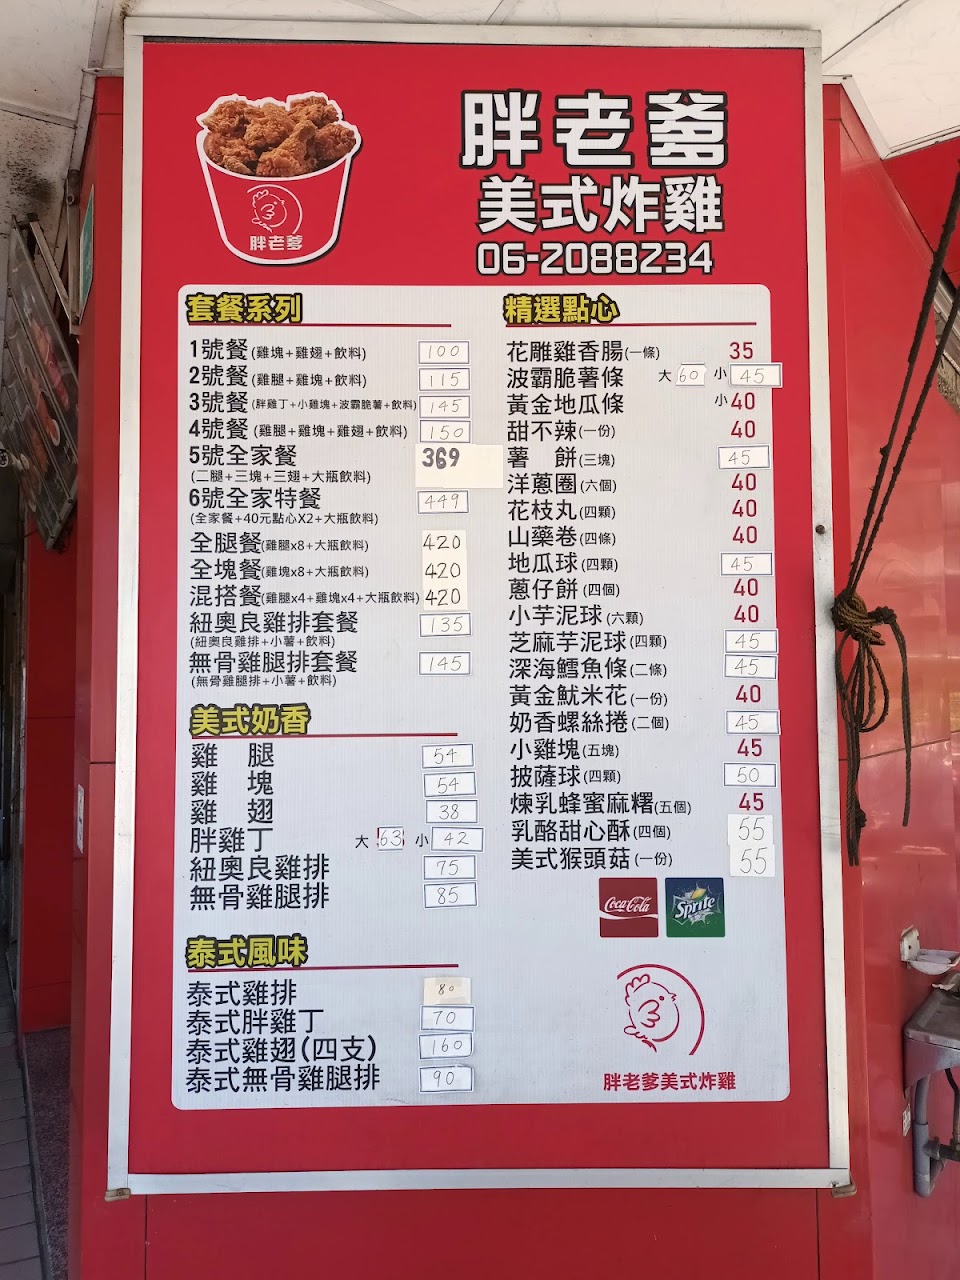 胖老爹
胖老爹
美式炸雞
06-2088234
套餐系列
1號餐(雞塊+雞翅+飲料) 100
2號餐(雞腿+雞塊+飲料) 115
3號餐(胖雞丁+小雞塊+波霸脆薯+飲料) 145
4號餐(雞腿+雞塊+雞翅+飲料) 150
5號全家餐 369
(二腿+三塊+三翅+大瓶飲料)
6號全家特餐 449
(全家餐+40元點心X2+大瓶飲料)
全腿餐(雞腿x8+大瓶飲料) 420
全塊餐(雞塊x8+大瓶飲料) 420
混搭餐(雞腿x4+雞塊x4+大瓶飲料) 420
紐奧良雞排套餐 135
(紐奧良雞排+小薯+飲料)
無骨雞腿排套餐 145
(無骨雞腿排+小薯+飲料)
美式奶香
雞 腿 54
雞 塊 54
雞 翅 38
胖雞丁 大 63 小 42
紐奧良雞排 75
無骨雞腿排 85
泰式風味
泰式雞排 80
泰式胖雞丁 70
泰式雞翅(四支) 160
泰式無骨雞腿排 90
精選點心
花雕雞香腸(一條) 35
波霸脆薯條 大 60 小 45
黃金地瓜條 小 40
甜不辣(一份) 40
薯 餅(三塊) 45
洋蔥圈(六個) 40
花枝丸(四顆) 40
山藥卷(四條) 40
地瓜球(四顆) 45
蔥仔餅(四個) 40
小芋泥球(六顆) 40
芝麻芋泥球(四顆) 45
深海鱈魚條(二條) 45
黃金魷米花(一份) 40
奶香螺絲捲(二個) 45
小雞塊(五塊) 45
披薩球(四顆) 50
煉乳蜂蜜麻糬(五個) 45
乳酪甜心酥(四個) 55
美式猴頭菇(一份) 55
Coca-Cola
Sprite
胖老爹美式炸雞